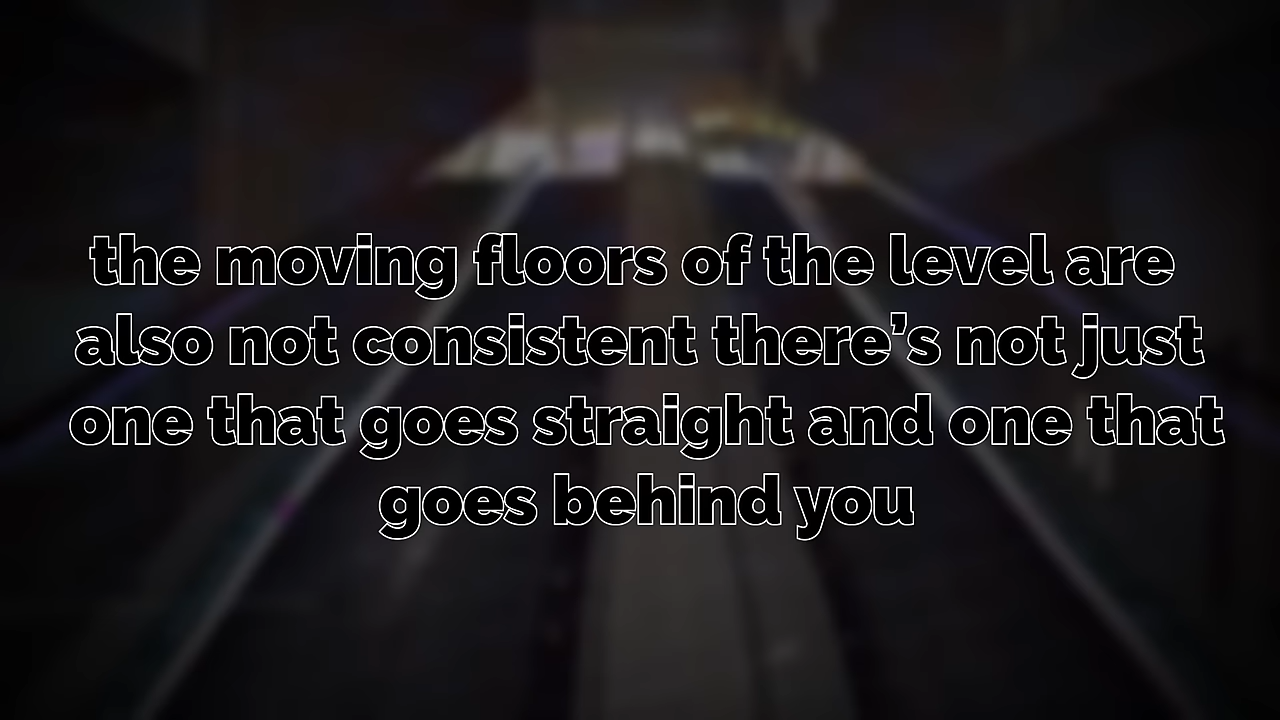 the moving floors of the level are
also not consistent there's not just
one that goes straight and one that
goes behind you